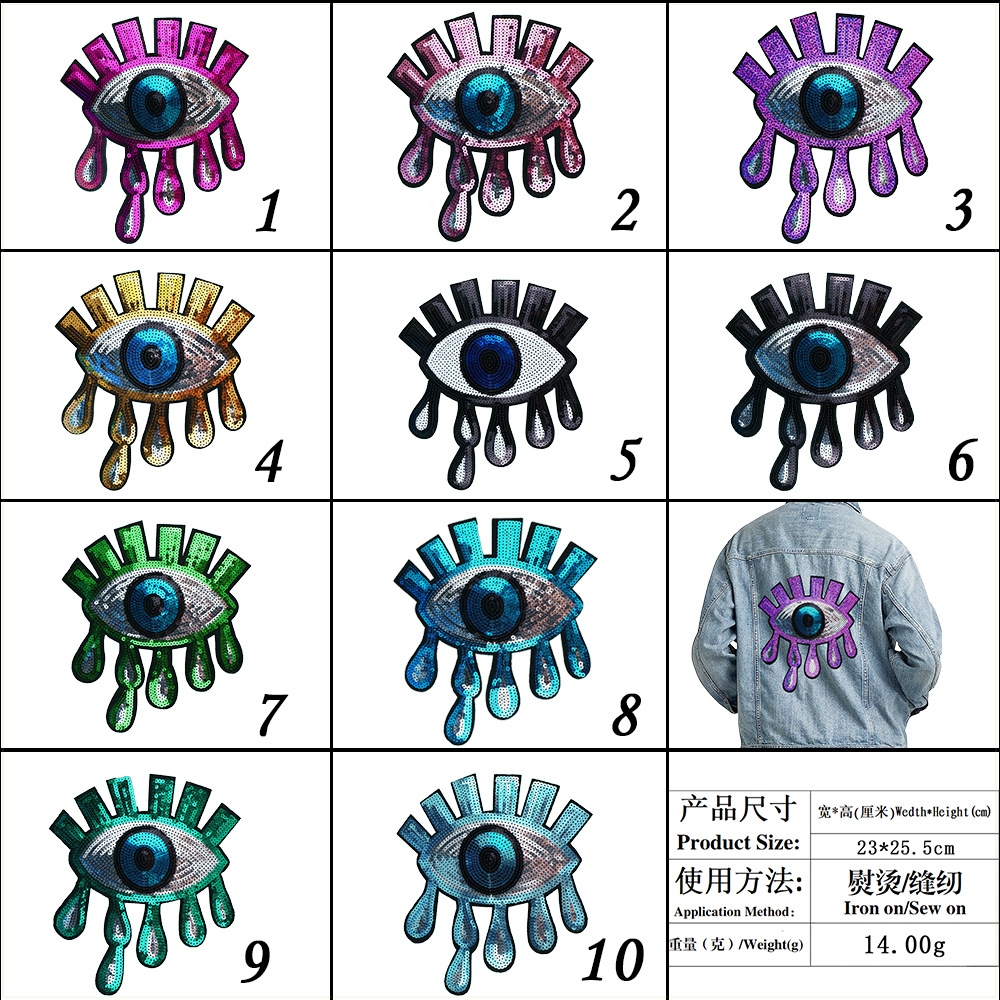 1
2
3
4
5
6
7
8
9
10
产品尺寸
Product Size:
宽*高(厘米)Wedth*Height(cm)
23*25.5cm
使用方法:
Application Method:
熨烫/缝纫
Iron on/Sew on
重量（克）/Weight(g)
14.00g